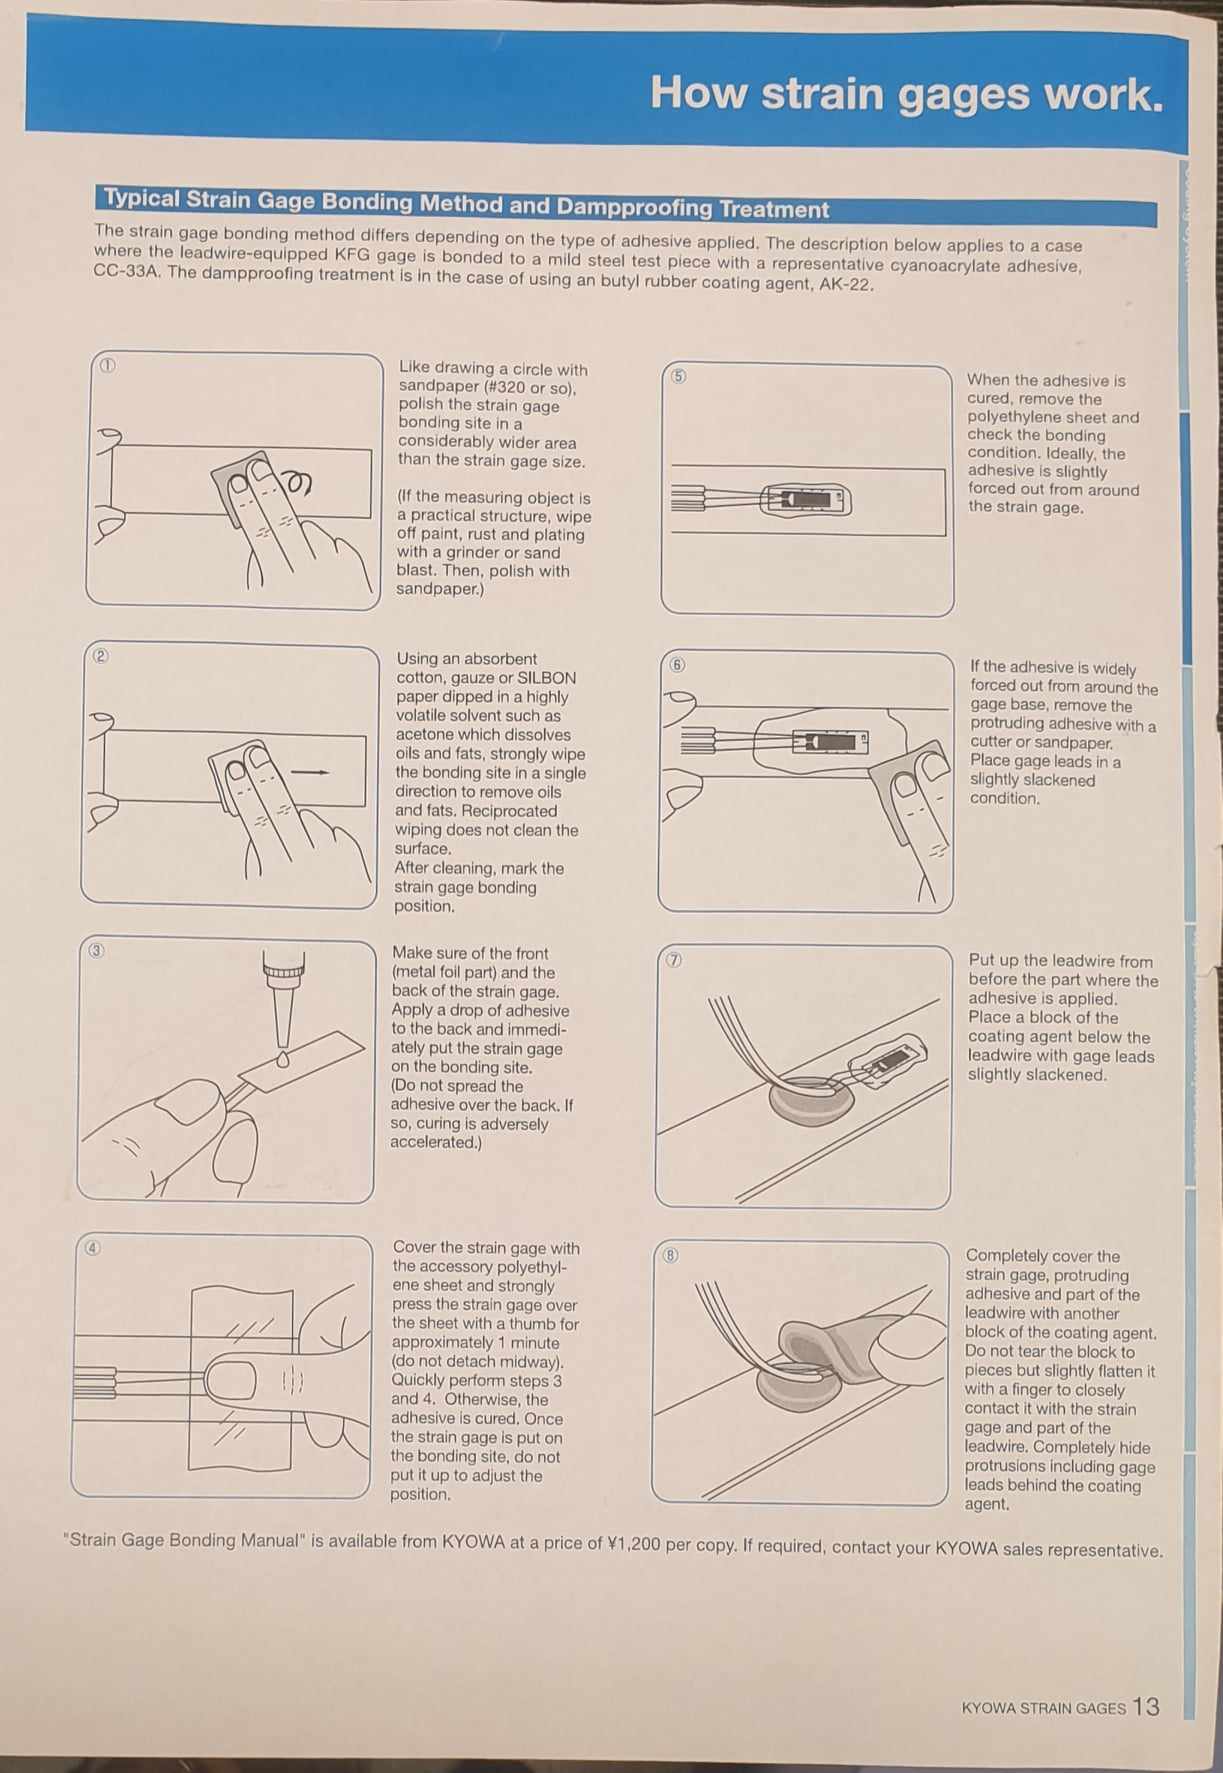 How strain gages work.
Typical Strain Gage Bonding Method and Dampproofing Treatment
The strain gage bonding method differs depending on the type of adhesive applied. The description below applies to a case
where the leadwire-equipped KFG gage is bonded to a mild steel test piece with a representative cyanoacrylate adhesive,
CC-33A. The dampproofing treatment is in the case of using an butyl rubber coating agent, AK-22.
①
Like drawing a circle with
sandpaper (#320 or so),
polish the strain gage
bonding site in a
considerably wider area
than the strain gage size.
(If the measuring object is
a practical structure, wipe
off paint, rust and plating
with a grinder or sand
blast. Then, polish with
sandpaper.)
②
Using an absorbent
cotton, gauze or SILBON
paper dipped in a highly
volatile solvent such as
acetone which dissolves
oils and fats, strongly wipe
the bonding site in a single
direction to remove oils
and fats. Reciprocated
wiping does not clean the
surface.
After cleaning, mark the
strain gage bonding
position.
③
Make sure of the front
(metal foil part) and the
back of the strain gage.
Apply a drop of adhesive
to the back and immedi-
ately put the strain gage
on the bonding site.
(Do not spread the
adhesive over the back. If
so, curing is adversely
accelerated.)
④
Cover the strain gage with
the accessory polyethyl-
ene sheet and strongly
press the strain gage over
the sheet with a thumb for
approximately 1 minute
(do not detach midway).
Quickly perform steps 3
and 4. Otherwise, the
adhesive is cured. Once
the strain gage is put on
the bonding site, do not
put it up to adjust the
position.
⑤
When the adhesive is
cured, remove the
polyethylene sheet and
check the bonding
condition. Ideally, the
adhesive is slightly
forced out from around
the strain gage.
⑥
If the adhesive is widely
forced out from around the
gage base, remove the
protruding adhesive with a
cutter or sandpaper.
Place gage leads in a
slightly slackened
condition.
⑦
Put up the leadwire from
before the part where the
adhesive is applied.
Place a block of the
coating agent below the
leadwire with gage leads
slightly slackened.
⑧
Completely cover the
strain gage, protruding
adhesive and part of the
leadwire with another
block of the coating agent.
Do not tear the block to
pieces but slightly flatten it
with a finger to closely
contact it with the strain
gage and part of the
leadwire. Completely hide
protrusions including gage
leads behind the coating
agent.
"Strain Gage Bonding Manual" is available from KYOWA at a price of ¥1,200 per copy. If required, contact your KYOWA sales representative.
KYOWA STRAIN GAGES 13